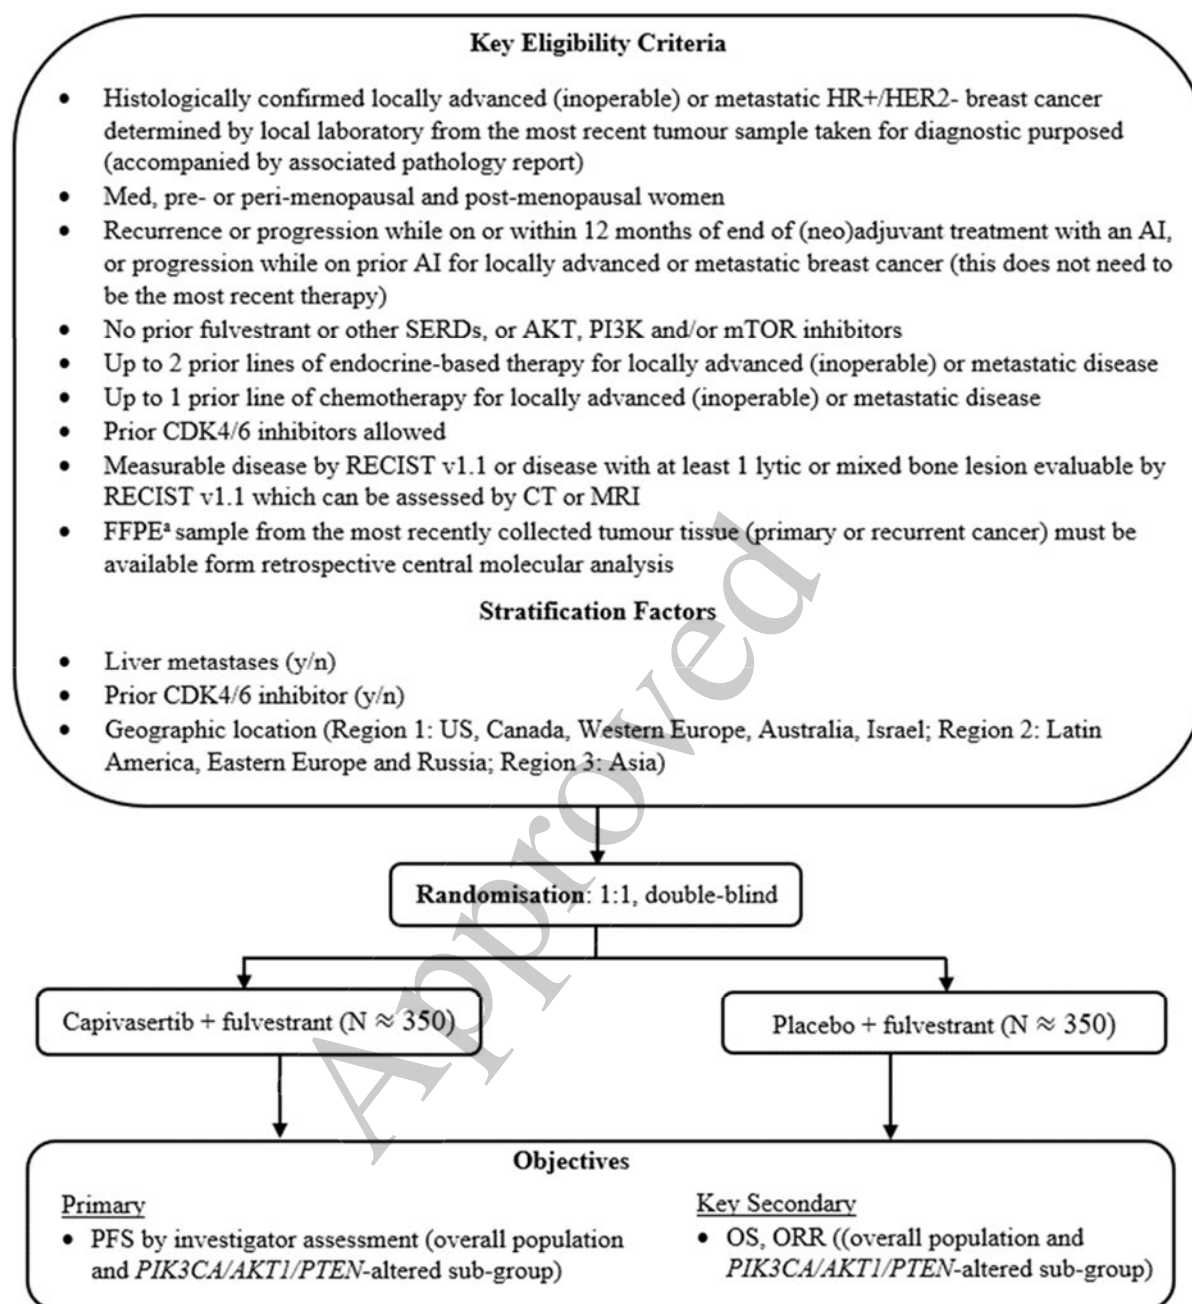 Key Eligibility Criteria
• Histologically confirmed locally advanced (inoperable) or metastatic HR+/HER2- breast cancer
determined by local laboratory from the most recent tumour sample taken for diagnostic purposed
(accompanied by associated pathology report)
• Med, pre- or peri-menopausal and post-menopausal women
• Recurrence or progression while on or within 12 months of end of (neo)adjuvant treatment with an AI,
or progression while on prior AI for locally advanced or metastatic breast cancer (this does not need to
be the most recent therapy)
• No prior fulvestrant or other SERDs, or AKT, PI3K and/or mTOR inhibitors
• Up to 2 prior lines of endocrine-based therapy for locally advanced (inoperable) or metastatic disease
• Up to 1 prior line of chemotherapy for locally advanced (inoperable) or metastatic disease
• Prior CDK4/6 inhibitors allowed
• Measurable disease by RECIST v1.1 or disease with at least 1 lytic or mixed bone lesion evaluable by
RECIST v1.1 which can be assessed by CT or MRI
• FFPEª sample from the most recently collected tumour tissue (primary or recurrent cancer) must be
available form retrospective central molecular analysis
Stratification Factors
• Liver metastases (y/n)
• Prior CDK4/6 inhibitor (y/n)
• Geographic location (Region 1: US, Canada, Western Europe, Australia, Israel; Region 2: Latin
America, Eastern Europe and Russia; Region 3: Asia)
Approved
Randomisation: 1:1, double-blind
Capivasertib + fulvestrant (N ≈ 350)
Placebo + fulvestrant (N ≈ 350)
Objectives
Primary
• PFS by investigator assessment (overall population
and PIK3CA/AKT1/PTEN-altered sub-group)
Key Secondary
• OS, ORR ((overall population and
PIK3CA/AKT1/PTEN-altered sub-group)